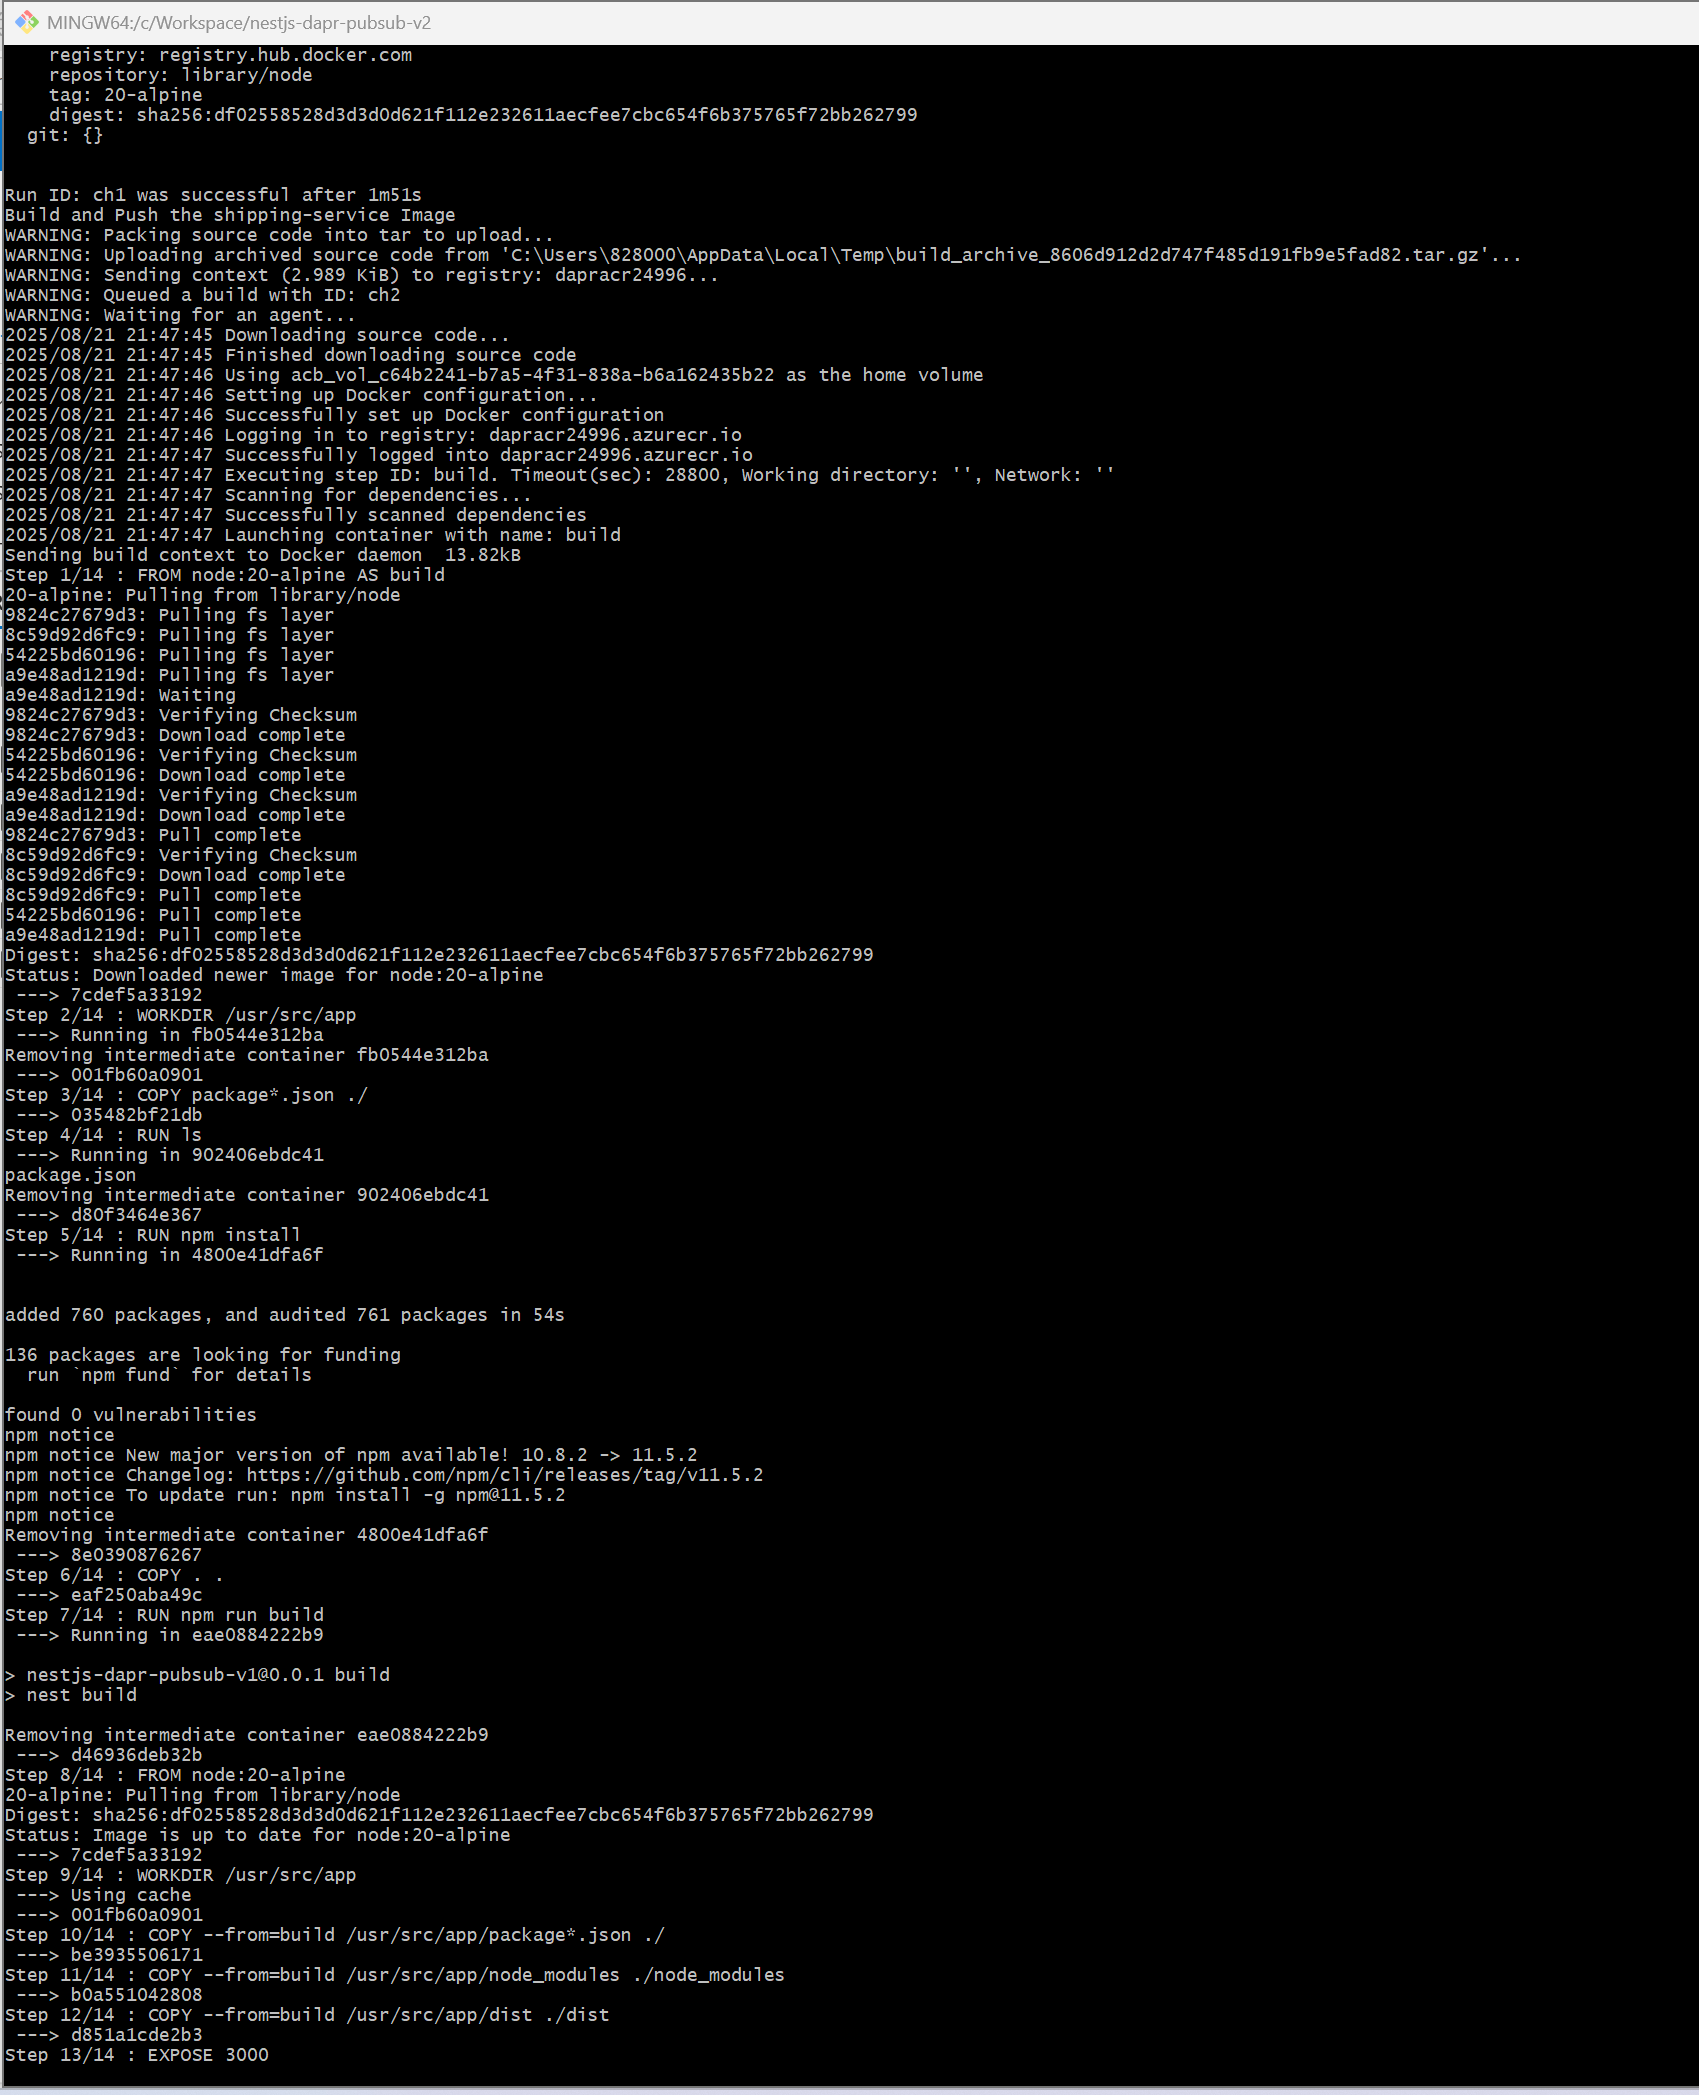 MINGW64:/c/Workspace/nestjs-dapr-pubsub-v2
    registry: registry.hub.docker.com
    repository: library/node
    tag: 20-alpine
    digest: sha256:df02558528d3d3d0d621f112e232611aecfee7cbc654f6b375765f72bb262799
  git: {}

Run ID: ch1 was successful after 1m51s
Build and Push the shipping-service Image
WARNING: Packing source code into tar to upload...
WARNING: Uploading archived source code from 'C:\Users\828000\AppData\Local\Temp\build_archive_8606d912d2d747f485d191fb9e5fad82.tar.gz'...
WARNING: Sending context (2.989 KiB) to registry: dapracr24996...
WARNING: Queued a build with ID: ch2
WARNING: Waiting for an agent...
2025/08/21 21:47:45 Downloading source code...
2025/08/21 21:47:45 Finished downloading source code
2025/08/21 21:47:46 Using acb_vol_c64b2241-b7a5-4f31-838a-b6a162435b22 as the home volume
2025/08/21 21:47:46 Setting up Docker configuration...
2025/08/21 21:47:46 Successfully set up Docker configuration
2025/08/21 21:47:46 Logging in to registry: dapracr24996.azurecr.io
2025/08/21 21:47:47 Successfully logged into dapracr24996.azurecr.io
2025/08/21 21:47:47 Executing step ID: build. Timeout(sec): 28800, Working directory: '', Network: ''
2025/08/21 21:47:47 Scanning for dependencies...
2025/08/21 21:47:47 Successfully scanned dependencies
2025/08/21 21:47:47 Launching container with name: build
Sending build context to Docker daemon  13.82kB
Step 1/14 : FROM node:20-alpine AS build
20-alpine: Pulling from library/node
9824c27679d3: Pulling fs layer
8c59d92d6fc9: Pulling fs layer
54225bd60196: Pulling fs layer
a9e48ad1219d: Pulling fs layer
a9e48ad1219d: Waiting
9824c27679d3: Verifying Checksum
9824c27679d3: Download complete
54225bd60196: Verifying Checksum
54225bd60196: Download complete
a9e48ad1219d: Verifying Checksum
a9e48ad1219d: Download complete
9824c27679d3: Pull complete
8c59d92d6fc9: Verifying Checksum
8c59d92d6fc9: Download complete
8c59d92d6fc9: Pull complete
54225bd60196: Pull complete
a9e48ad1219d: Pull complete
Digest: sha256:df02558528d3d3d0d621f112e232611aecfee7cbc654f6b375765f72bb262799
Status: Downloaded newer image for node:20-alpine
 ---> 7cdef5a33192
Step 2/14 : WORKDIR /usr/src/app
 ---> Running in fb0544e312ba
Removing intermediate container fb0544e312ba
 ---> 001fb60a0901
Step 3/14 : COPY package*.json ./
 ---> 035482bf21db
Step 4/14 : RUN ls
 ---> Running in 902406ebdc41
package.json
Removing intermediate container 902406ebdc41
 ---> d80f3464e367
Step 5/14 : RUN npm install
 ---> Running in 4800e41dfa6f

added 760 packages, and audited 761 packages in 54s

136 packages are looking for funding
  run `npm fund` for details

found 0 vulnerabilities
npm notice
npm notice New major version of npm available! 10.8.2 -> 11.5.2
npm notice Changelog: https://github.com/npm/cli/releases/tag/v11.5.2
npm notice To update run: npm install -g npm@11.5.2
npm notice
Removing intermediate container 4800e41dfa6f
 ---> 8e0390876267
Step 6/14 : COPY . .
 ---> eaf250aba49c
Step 7/14 : RUN npm run build
 ---> Running in eae0884222b9

> nestjs-dapr-pubsub-v1@0.0.1 build
> nest build

Removing intermediate container eae0884222b9
 ---> d46936deb32b
Step 8/14 : FROM node:20-alpine
20-alpine: Pulling from library/node
Digest: sha256:df02558528d3d3d0d621f112e232611aecfee7cbc654f6b375765f72bb262799
Status: Image is up to date for node:20-alpine
 ---> 7cdef5a33192
Step 9/14 : WORKDIR /usr/src/app
 ---> Using cache
 ---> 001fb60a0901
Step 10/14 : COPY --from=build /usr/src/app/package*.json ./
 ---> be3935506171
Step 11/14 : COPY --from=build /usr/src/app/node_modules ./node_modules
 ---> b0a551042808
Step 12/14 : COPY --from=build /usr/src/app/dist ./dist
 ---> d851a1cde2b3
Step 13/14 : EXPOSE 3000